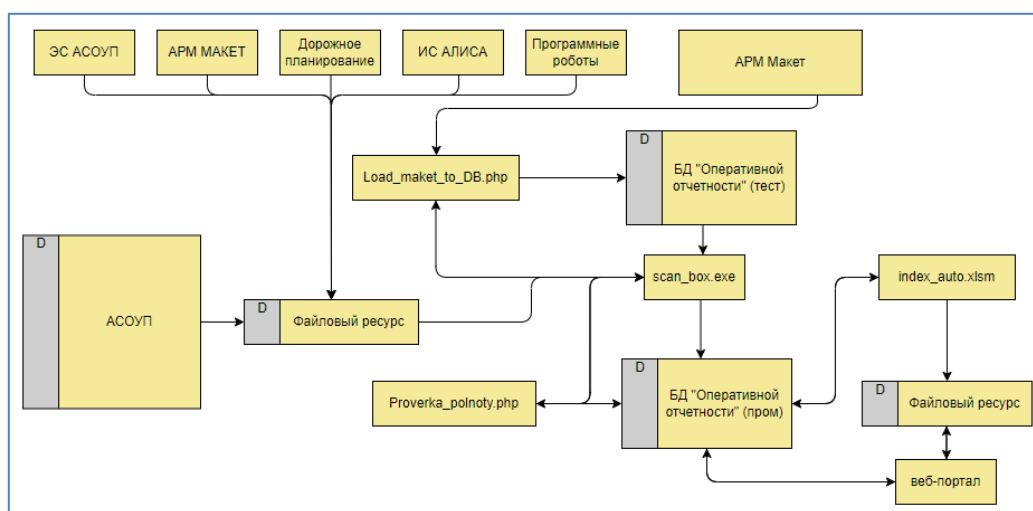 ЭС АСОУП
АРМ МАКЕТ
Дорожное
планирование
ИС АЛИСА
Программные
роботы
АРМ Макет
Load_maket_to_DB.php
D
БД "Оперативной
отчетности" (тест)
D
АСОУП
D
Файловый ресурс
scan_box.exe
index_auto.xlsm
Proverka_polnoty.php
D
БД "Оперативной
отчетности" (пром)
D
Файловый ресурс
веб-портал